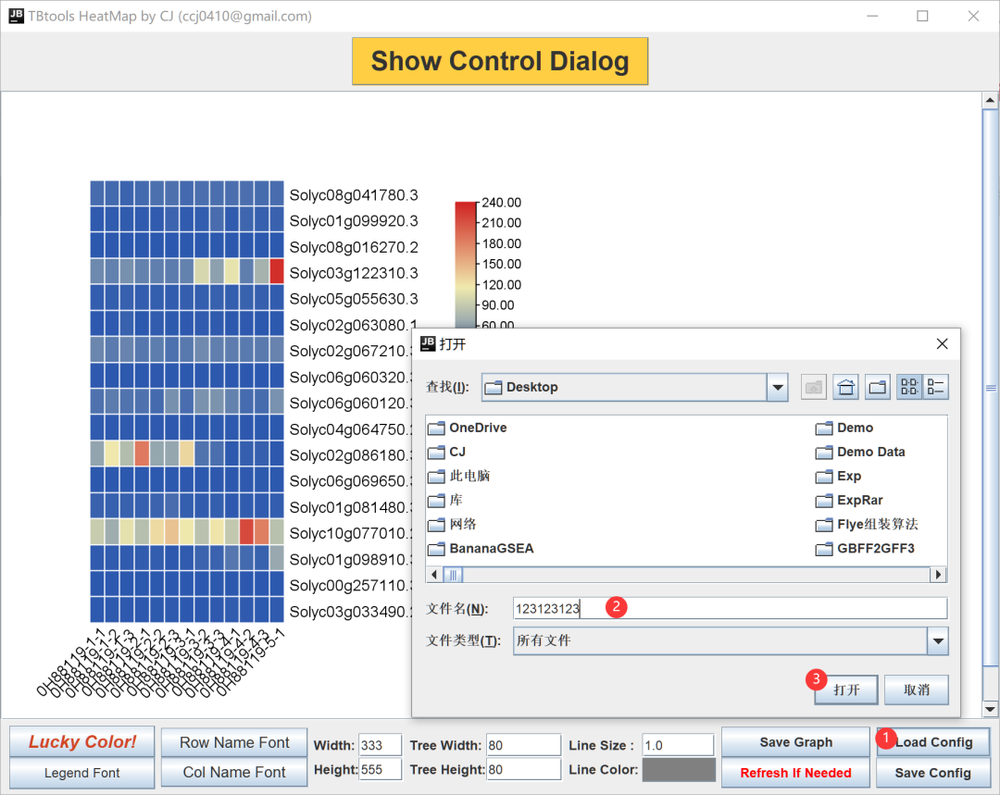 JB TBtools HeatMap by CJ (ccj0410@gmail.com)
Show Control Dialog
Solyc08g041780.3
Solyc01g099920.3
Solyc08g016270.2
Solyc03g122310.3
Solyc05g055630.3
Solyc02g063080.1
Solyc02g067210.3
Solyc06g060320.3
Solyc06g060120.3
Solyc04g064750.2
Solyc02g086180.3
Solyc06g069650.3
Solyc01g081480.3
Solyc10g077010.2
Solyc01g098910.3
Solyc00g257110.3
Solyc03g033490.2
240.00
210.00
180.00
150.00
120.00
90.00
60.00
0H88119-1-1
0H88119-1-2
0H88119-1-3
0H88119-2-1
0H88119-2-2
0H88119-2-3
0H88119-3-1
0H88119-3-2
0H88119-3-3
0H88119-4-1
0H88119-4-2
0H88119-4-3
0H88119-5-1
JB 打开
查找(I):
Desktop
OneDrive
CJ
此电脑
库
网络
BananaGSEA
Demo
Demo Data
Exp
ExpRar
Flye组装算法
GBFF2GFF3
文件名(N):
123123123
2
文件类型(T):
所有文件
3
打开
取消
Lucky Color!
Row Name Font
Width: 333
Tree Width: 80
Line Size : 1.0
Save Graph
1
Load Config
Legend Font
Col Name Font
Height: 555
Tree Height: 80
Line Color:
Refresh If Needed
Save Config